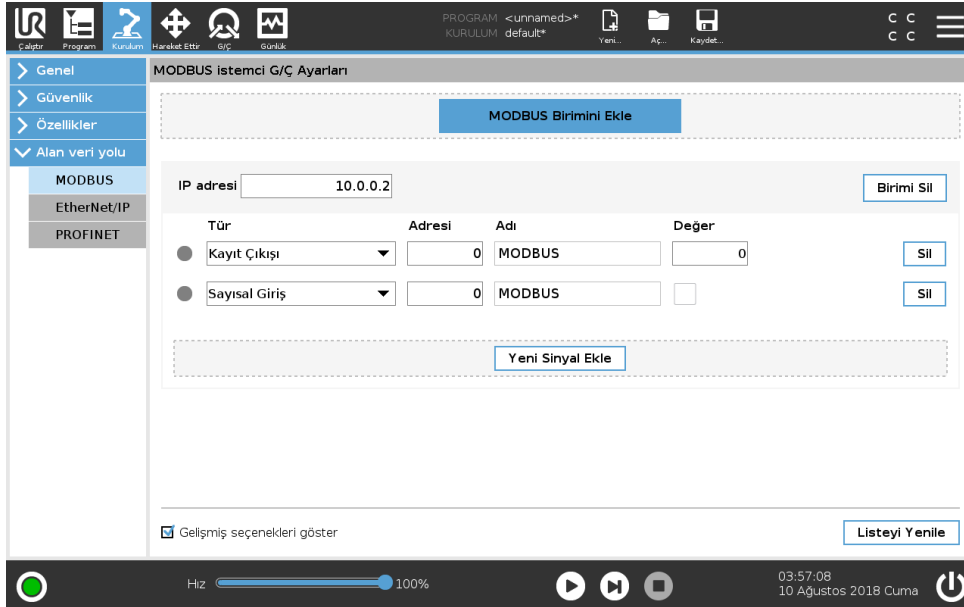 PROGRAM <unnamed>*
KURULUM default*
Çalıştır Program Kurulum Hareket Ettir G/Ç Günlük Yeni... Aç... Kaydet...
C C
C C
Genel
Güvenlik
Özellikler
Alan veri yolu
MODBUS
EtherNet/IP
PROFINET
MODBUS istemci G/Ç Ayarları
MODBUS Birimini Ekle
IP adresi 10.0.0.2 Birimi Sil
Tür Adresi Adı Değer
Kayıt Çıkışı 0 MODBUS 0 Sil
Sayısal Giriş 0 MODBUS Sil
Yeni Sinyal Ekle
Gelişmiş seçenekleri göster Listeyi Yenile
Hız 100%
03:57:08
10 Ağustos 2018 Cuma